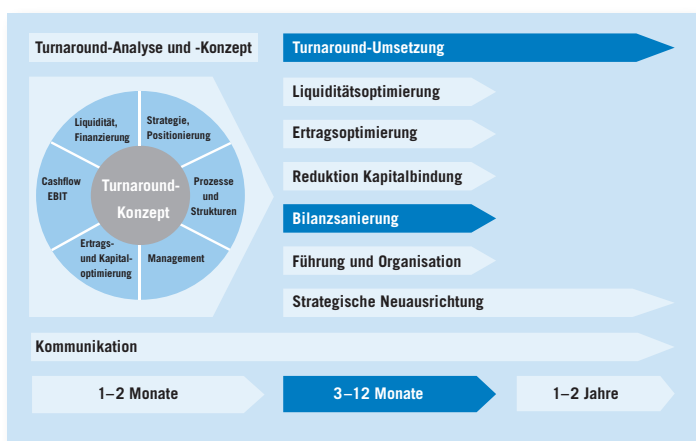 Turnaround-Analyse und -Konzept
Turnaround-Umsetzung
Liquidität,
Finanzierung
Strategie,
Positionierung
Cashflow
EBIT
Turnaround-
Konzept
Prozesse
und
Strukturen
Ertrags-
und Kapital-
optimierung
Management
Liquiditätsoptimierung
Ertragsoptimierung
Reduktion Kapitalbindung
Bilanzsanierung
Führung und Organisation
Strategische Neuausrichtung
Kommunikation
1–2 Monate
3–12 Monate
1–2 Jahre